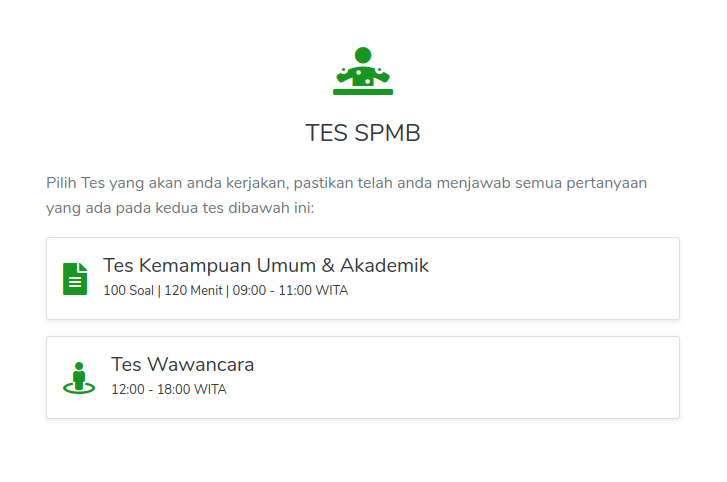 TES SPMB
Pilih Tes yang akan anda kerjakan, pastikan telah anda menjawab semua pertanyaan
yang ada pada kedua tes dibawah ini:
Tes Kemampuan Umum & Akademik
100 Soal | 120 Menit | 09:00 - 11:00 WITA
Tes Wawancara
12:00 - 18:00 WITA